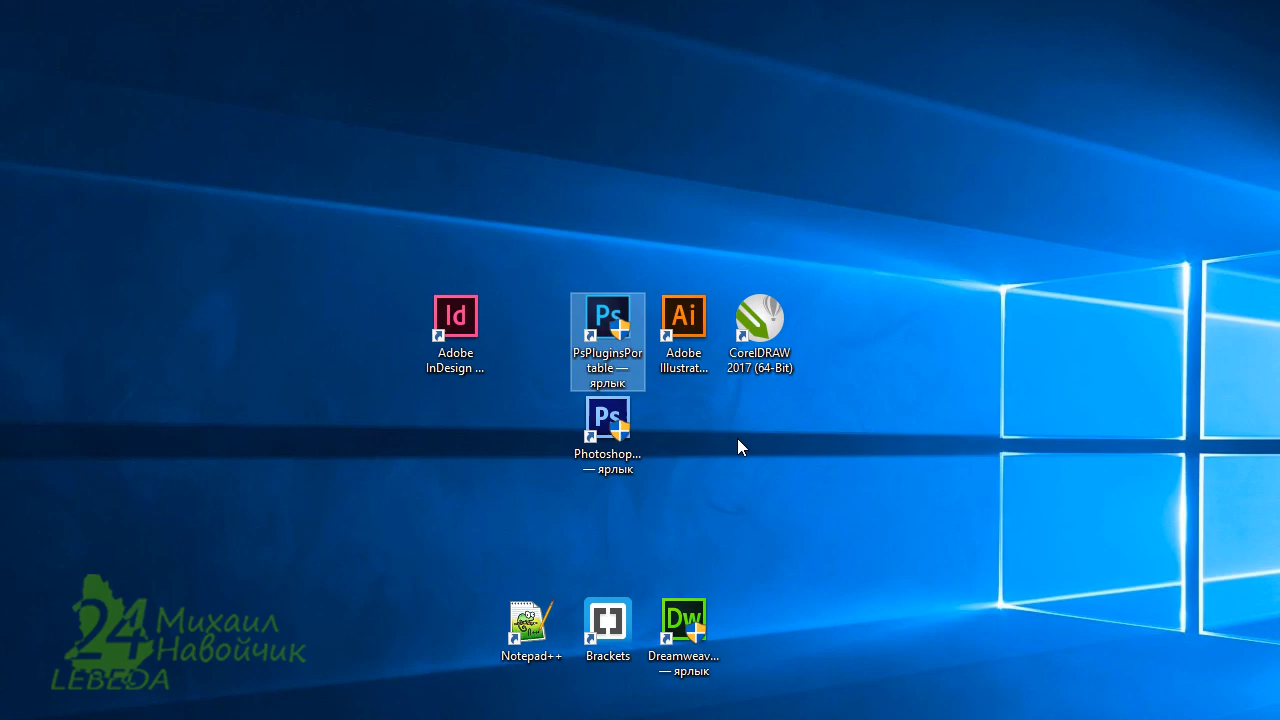 Id
Ps
Ai
Adobe
InDesign ...
PsPluginsPor
table —
ярлык
Adobe
Illustrat...
CorelDRAW
2017 (64-Bit)
Ps
Photoshop...
— ярлык
Dw
Notepad++
Brackets
Dreamweav...
— ярлык
24
Михаил
Навойчик
LEBEDA